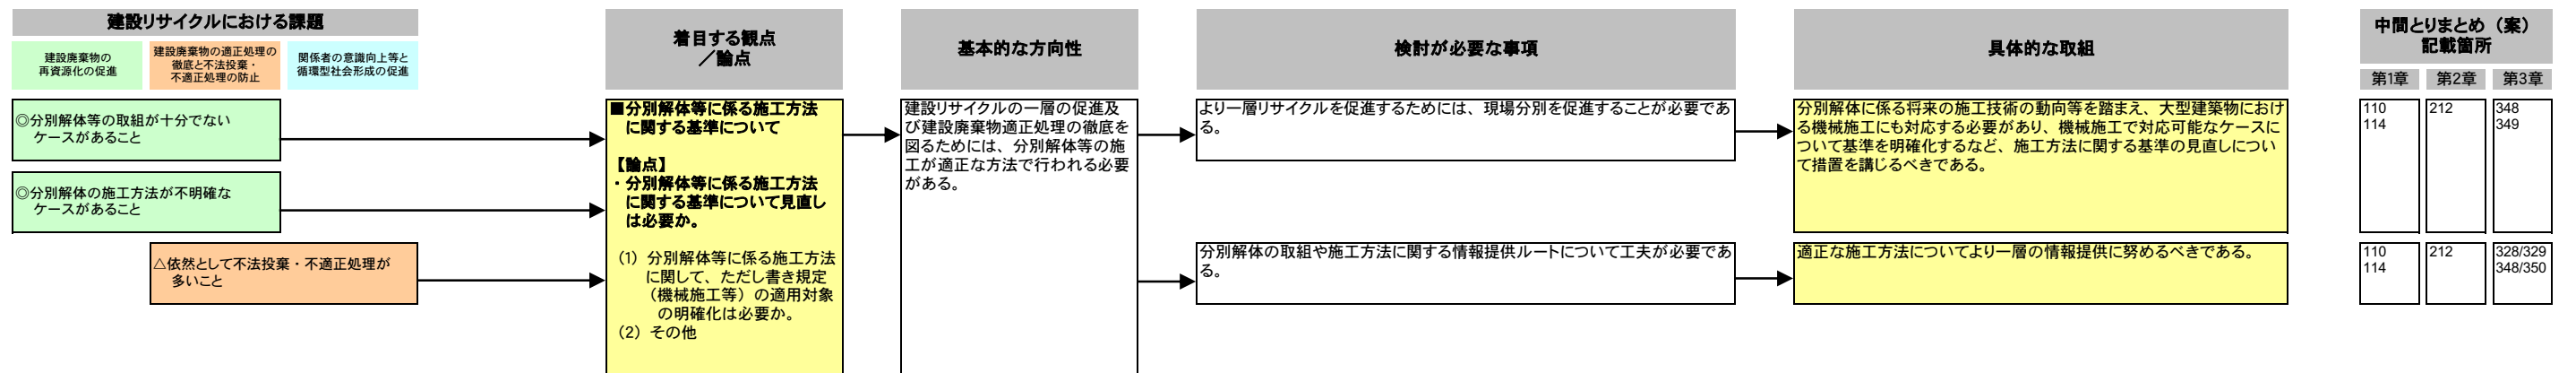 建設リサイクルにおける課題
建設廃棄物の
再資源化の促進
建設廃棄物の適正処理の
徹底と不法投棄・
不適正処理の防止
関係者の意識向上等と
循環型社会形成の促進
着目する観点
／論点
基本的な方向性
検討が必要な事項
具体的な取組
中間とりまとめ（案）
記載箇所
第1章
第2章
第3章
◎分別解体等の取組が十分でない
ケースがあること
◎分別解体の施工方法が不明確な
ケースがあること
△依然として不法投棄・不適正処理が
多いこと
■分別解体等に係る施工方法
に関する基準について
【論点】
・分別解体等に係る施工方法
に関する基準について見直し
は必要か。
（1）分別解体等に係る施工方法
に関して、ただし書き規定
（機械施工等）の適用対象
の明確化は必要か。
（2）その他
建設リサイクルの一層の促進及
び建設廃棄物適正処理の徹底を
図るためには、分別解体等の施
工が適正な方法で行われる必要
がある。
より一層リサイクルを促進するためには、現場分別を促進することが必要であ
る。
分別解体に係る将来の施工技術の動向等を踏まえ、大型建築物におけ
る機械施工にも対応する必要があり、機械施工で対応可能なケースに
ついて基準を明確化するなど、施工方法に関する基準の見直しについ
て措置を講じるべきである。
110
114
212
348
349
分別解体の取組や施工方法に関する情報提供ルートについて工夫が必要であ
る。
適正な施工方法についてより一層の情報提供に努めるべきである。
110
114
212
328/329
348/350